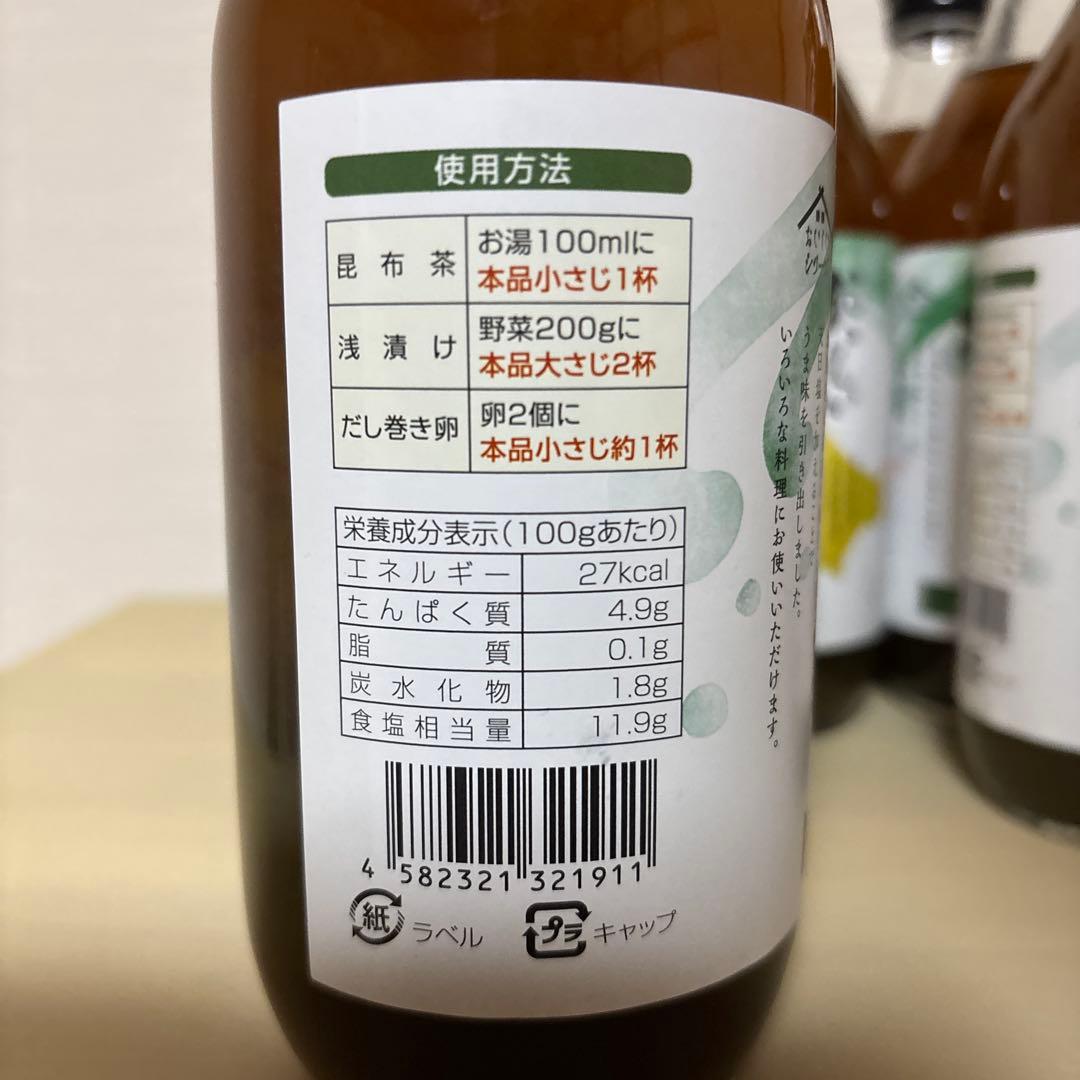 使用方法
昆布茶
お湯100mlに
本品小さじ1杯
浅漬け
野菜200gに
本品大さじ2杯
だし巻き卵
卵2個に
本品小さじ約1杯
栄養成分表示(100gあたり)
エネルギー 27kcal
たんぱく質 4.9g
脂質 0.1g
炭水化物 1.8g
食塩相当量 11.9g
4 582321 321911
紙 ラベル
プラ キャップ
うま味を引き出しました。
いろいろな料理にお使いいただけます。